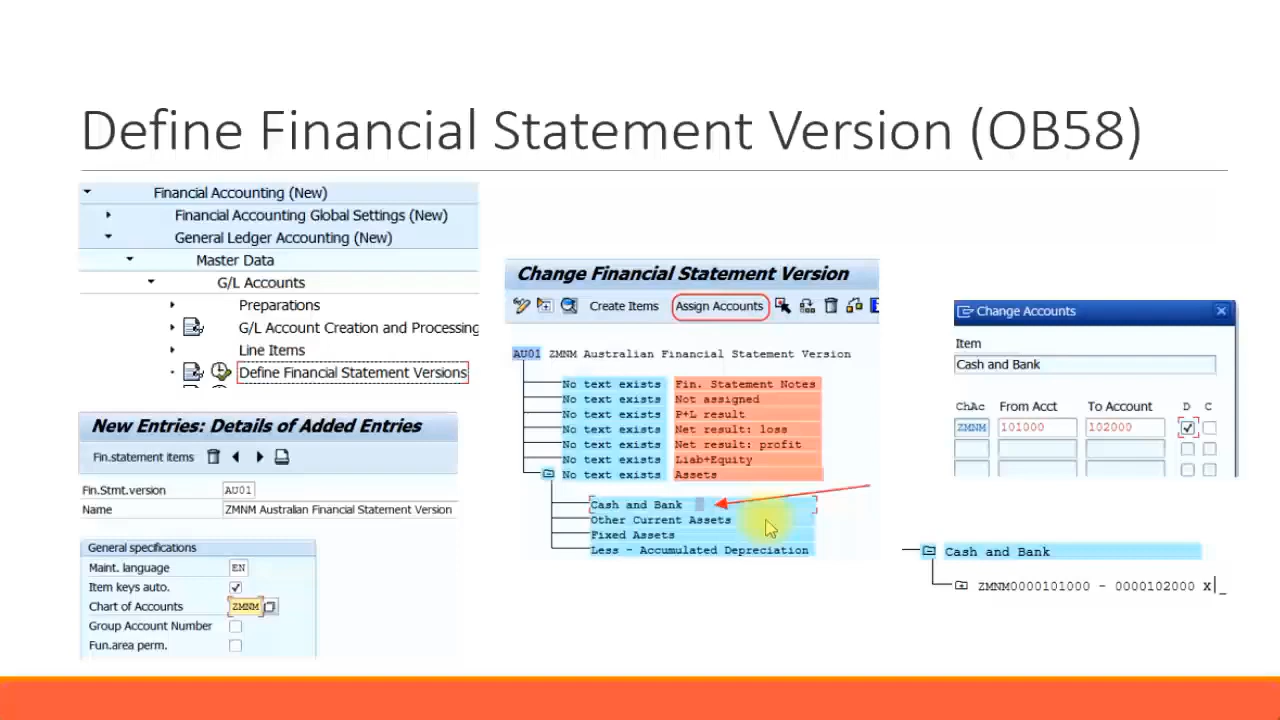 Define Financial Statement Version (OB58)
Financial Accounting (New)
Financial Accounting Global Settings (New)
General Ledger Accounting (New)
Master Data
G/L Accounts
Preparations
G/L Account Creation and Processing
Line Items
Define Financial Statement Versions
New Entries: Details of Added Entries
Fin.statement items
Fin.Stmt.version AU01
Name ZMNM Australian Financial Statement Version
General specifications
Maint. language EN
Item keys auto.
Chart of Accounts ZMNM
Group Account Number
Fun.area perm.
Change Financial Statement Version
Create Items Assign Accounts
AU01 ZMNM Australian Financial Statement Version
No text exists Fin. Statement Notes
No text exists Not assigned
No text exists P+L result
No text exists Net result: loss
No text exists Net result: profit
No text exists Liab+Equity
No text exists Assets
Cash and Bank
Other Current Assets
Fixed Assets
Less - Accumulated Depreciation
Change Accounts
Item
Cash and Bank
ChAc From Acct To Account D C
ZMNM 101000 102000
Cash and Bank
ZMNM0000101000 - 0000102000 X